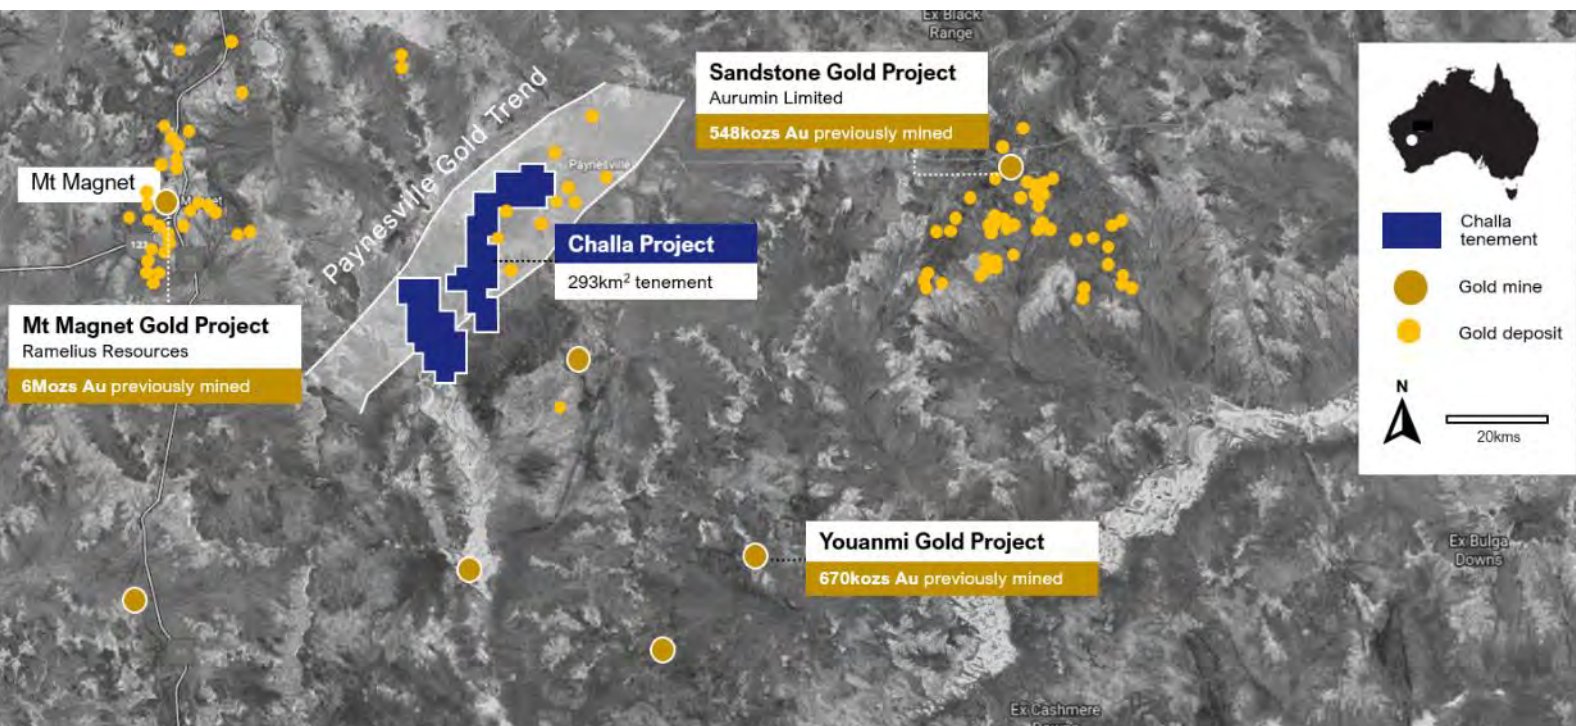 Ex Black
Range
Sandstone Gold Project
Aurumin Limited
548kozs Au previously mined
Paynesville Gold Trend
Paynesville
Mt Magnet
123
Challa Project
293km² tenement
Mt Magnet Gold Project
Ramelius Resources
6Mozs Au previously mined
Youanmi Gold Project
670kozs Au previously mined
Ex Bulga
Downs
Ex Cashmere
Challa
tenement
Gold mine
Gold deposit
N
20kms